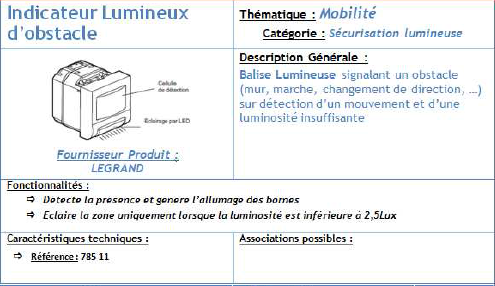 Indicateur Lumineux
d'obstacle
Thématique : Mobilité
Catégorie : Sécurisation lumineuse
Cellule
de détection
Eclairage par LED
Fournisseur Produit :
LEGRAND
Description Générale :
Balise Lumineuse signalant un obstacle
(mur, marche, changement de direction, …)
sur détection d'un mouvement et d'une
luminosité insuffisante
Fonctionnalités :
⇒ Detecte la presence et genere l'allumage des bornes
⇒ Eclaire la zone uniquement lorsque la luminosité est inférieure à 2,5Lux
Caractéristiques techniques :
⇒ Référence : 785 11
Associations possibles :